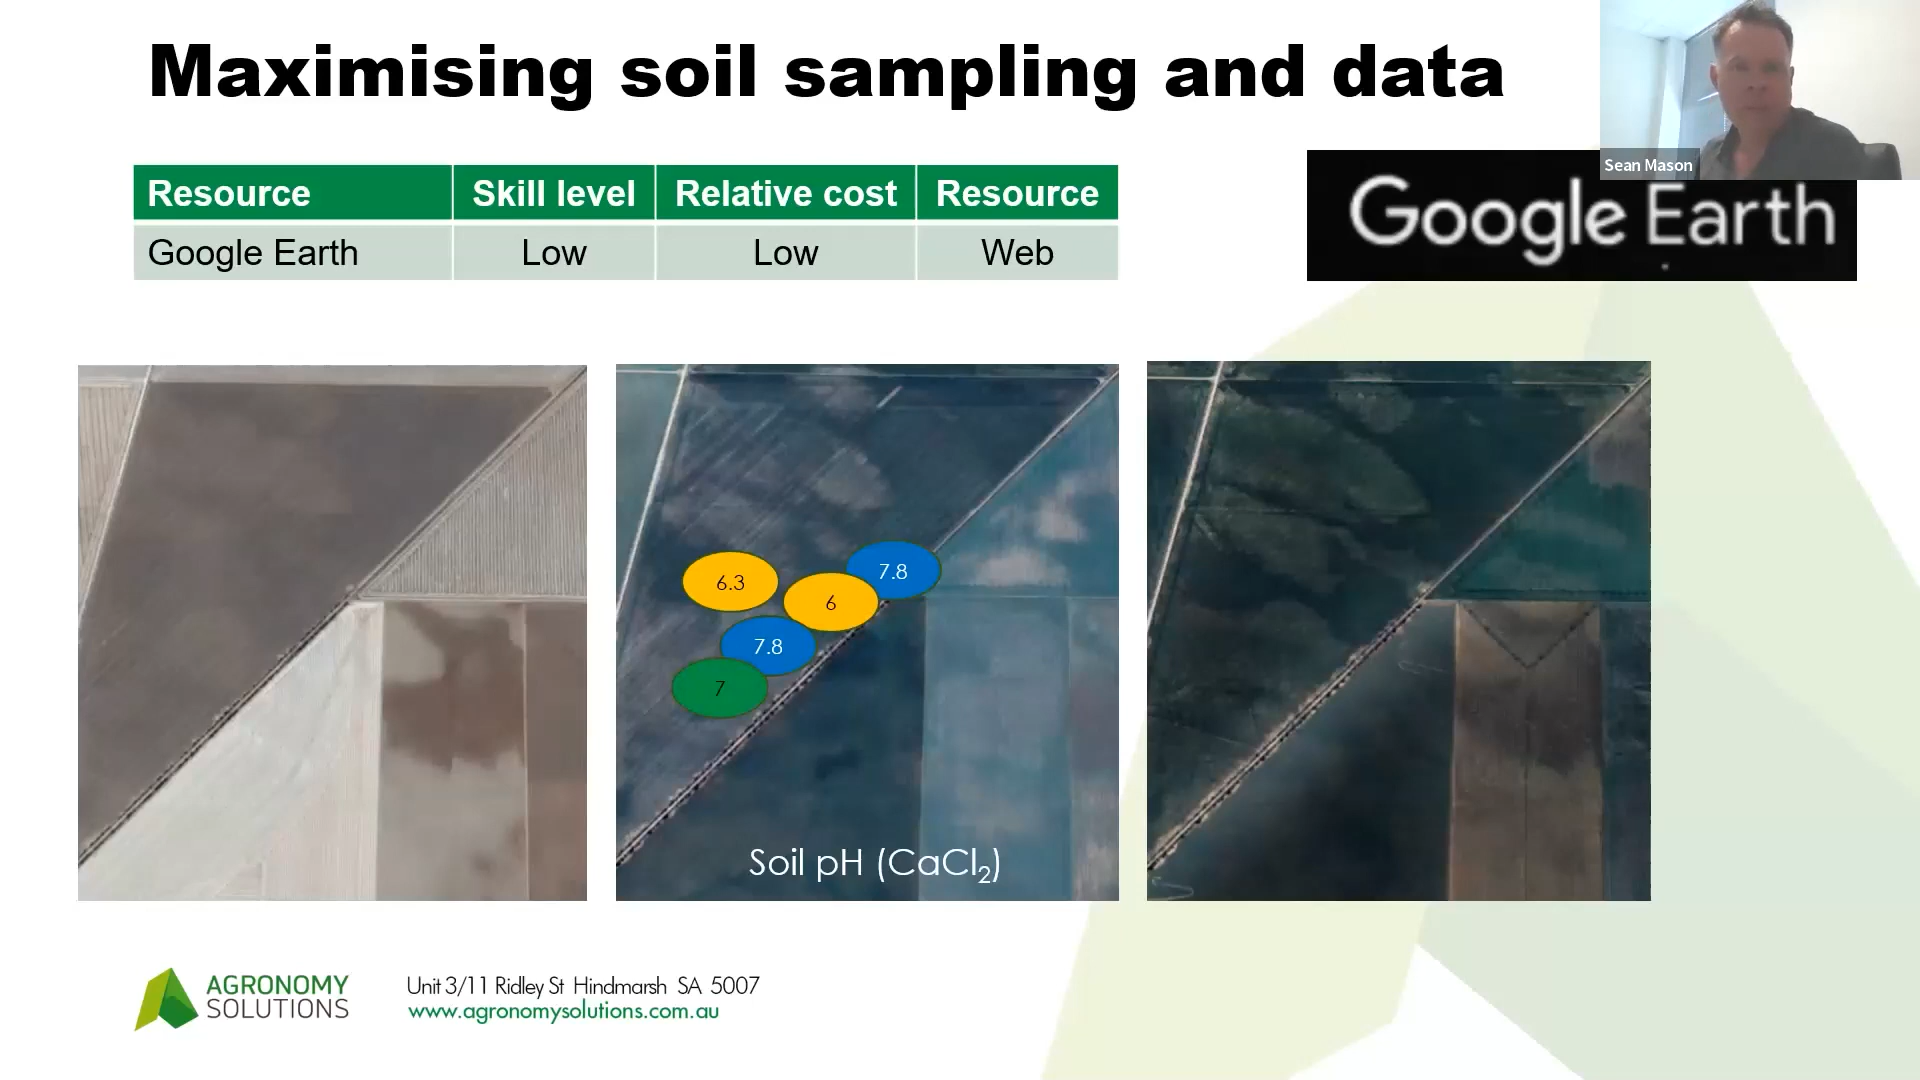 Maximising soil sampling and data
Sean Mason
Resource Skill level Relative cost Resource
Google Earth Low Low Web
Google Earth
6.3
6
7.8
7.8
7
Soil pH (CaCl₂)
AGRONOMY
SOLUTIONS
Unit 3/11 Ridley St Hindmarsh SA 5007
www.agronomysolutions.com.au